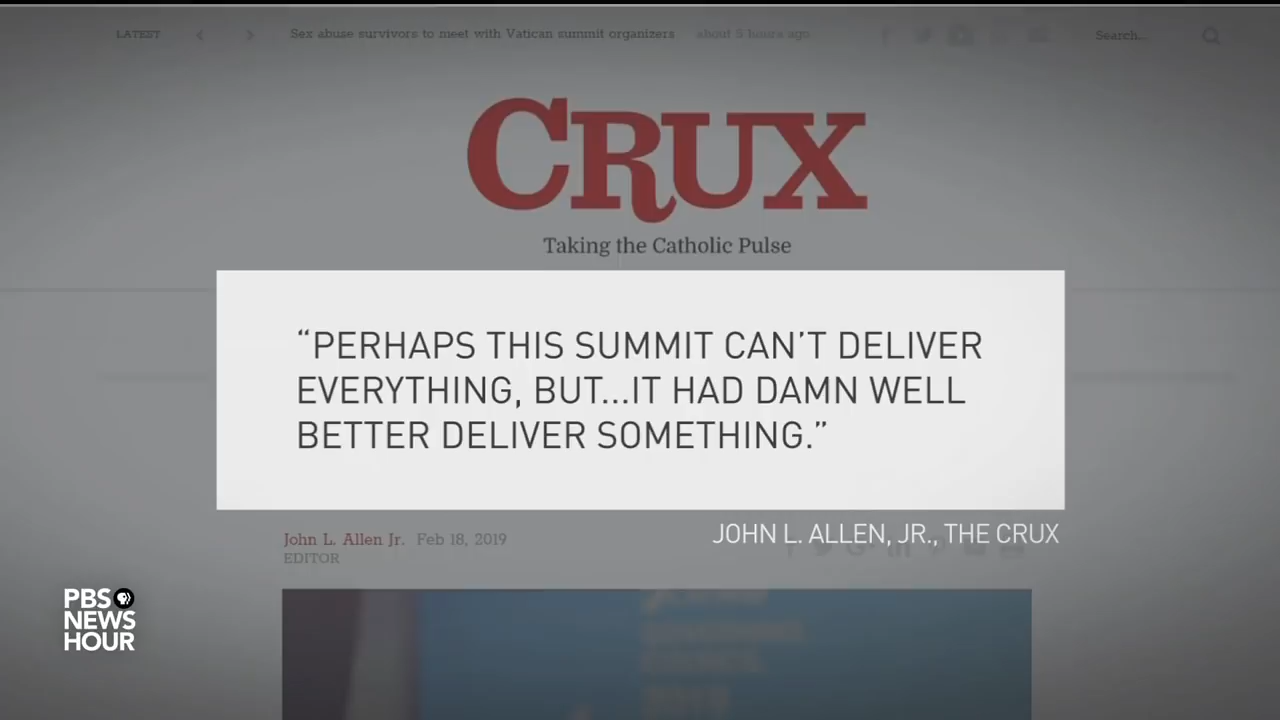 LATEST
Sex abuse survivors to meet with Vatican summit organizers about 5 hours ago
Search...
CRUX
Taking the Catholic Pulse
“PERHAPS THIS SUMMIT CAN’T DELIVER
EVERYTHING, BUT...IT HAD DAMN WELL
BETTER DELIVER SOMETHING.”
JOHN L. ALLEN, JR., THE CRUX
John L. Allen Jr. Feb 18, 2019
EDITOR
PBS
NEWS
HOUR